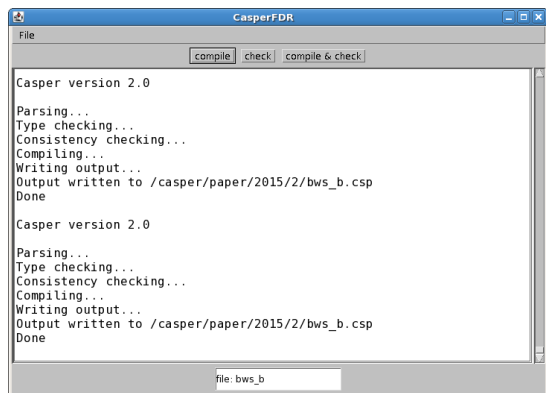 CasperFDR
File
compile check compile & check
Casper version 2.0
Parsing...
Type checking...
Consistency checking...
Compiling...
Writing output...
Output written to /casper/paper/2015/2/bws_b.csp
Done
Casper version 2.0
Parsing...
Type checking...
Consistency checking...
Compiling...
Writing output...
Output written to /casper/paper/2015/2/bws_b.csp
Done
file: bws_b